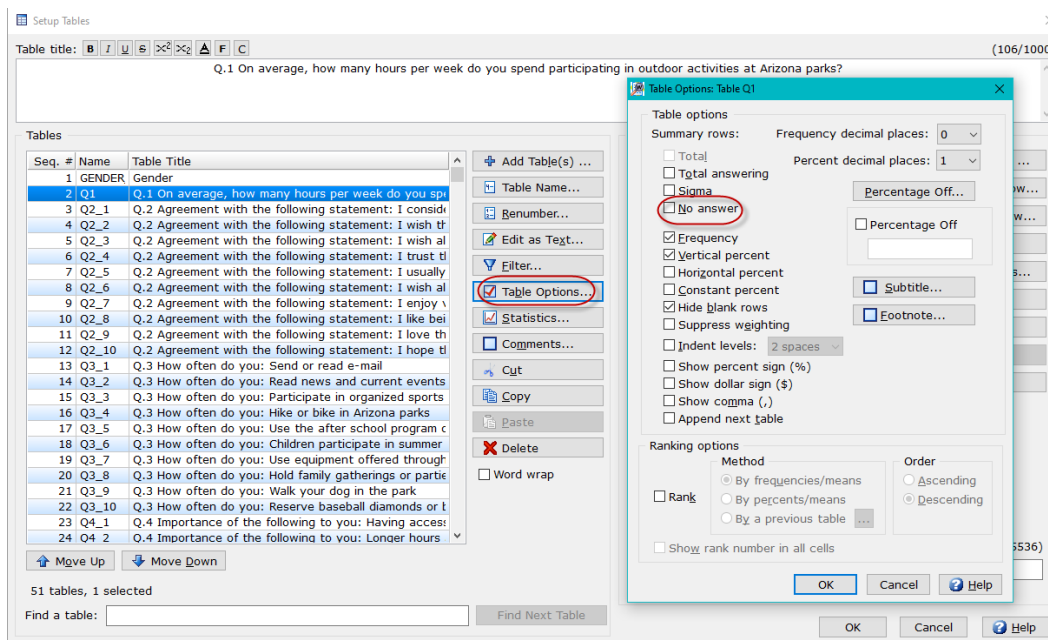 Setup Tables
Table title: B I U S X² X₂ A F C (106/1000
Q.1 On average, how many hours per week do you spend participating in outdoor activities at Arizona parks?
Tables
Seq. # Name Table Title
1 GENDER Gender
2 Q1 Q.1 On average, how many hours per week do you spe
3 Q2_1 Q.2 Agreement with the following statement: I conside
4 Q2_2 Q.2 Agreement with the following statement: I wish th
5 Q2_3 Q.2 Agreement with the following statement: I wish al
6 Q2_4 Q.2 Agreement with the following statement: I trust tl
7 Q2_5 Q.2 Agreement with the following statement: I usually
8 Q2_6 Q.2 Agreement with the following statement: I wish al
9 Q2_7 Q.2 Agreement with the following statement: I enjoy v
10 Q2_8 Q.2 Agreement with the following statement: I like bei
11 Q2_9 Q.2 Agreement with the following statement: I love th
12 Q2_10 Q.2 Agreement with the following statement: I hope tl
13 Q3_1 Q.3 How often do you: Send or read e-mail
14 Q3_2 Q.3 How often do you: Read news and current events
15 Q3_3 Q.3 How often do you: Participate in organized sports
16 Q3_4 Q.3 How often do you: Hike or bike in Arizona parks
17 Q3_5 Q.3 How often do you: Use the after school program c
18 Q3_6 Q.3 How often do you: Children participate in summer
19 Q3_7 Q.3 How often do you: Use equipment offered through
20 Q3_8 Q.3 How often do you: Hold family gatherings or partie
21 Q3_9 Q.3 How often do you: Walk your dog in the park
22 Q3_10 Q.3 How often do you: Reserve baseball diamonds or b
23 Q4_1 Q.4 Importance of the following to you: Having access
24 Q4_2 Q.4 Importance of the following to you: Longer hours
Move Up Move Down
51 tables, 1 selected
Find a table: Find Next Table
Add Table(s) ...
Table Name...
Renumber...
Edit as Text...
Filter...
Table Options...
Statistics...
Comments...
Cut
Copy
Paste
Delete
Word wrap
Table Options: Table Q1
Table options
Summary rows: Frequency decimal places: 0
Total Percent decimal places: 1
Total answering
Sigma Percentage Off...
No answer
Percentage Off
Frequency
Vertical percent
Horizontal percent
Constant percent Subtitle...
Hide blank rows
Suppress weighting Footnote...
Indent levels: 2 spaces
Show percent sign (%)
Show dollar sign ($)
Show comma (,)
Append next table
Ranking options
Method Order
By frequencies/means Ascending
Rank By percents/means Descending
By a previous table ...
Show rank number in all cells
OK Cancel Help
...
ow...
w...
s...
5536)
OK Cancel Help